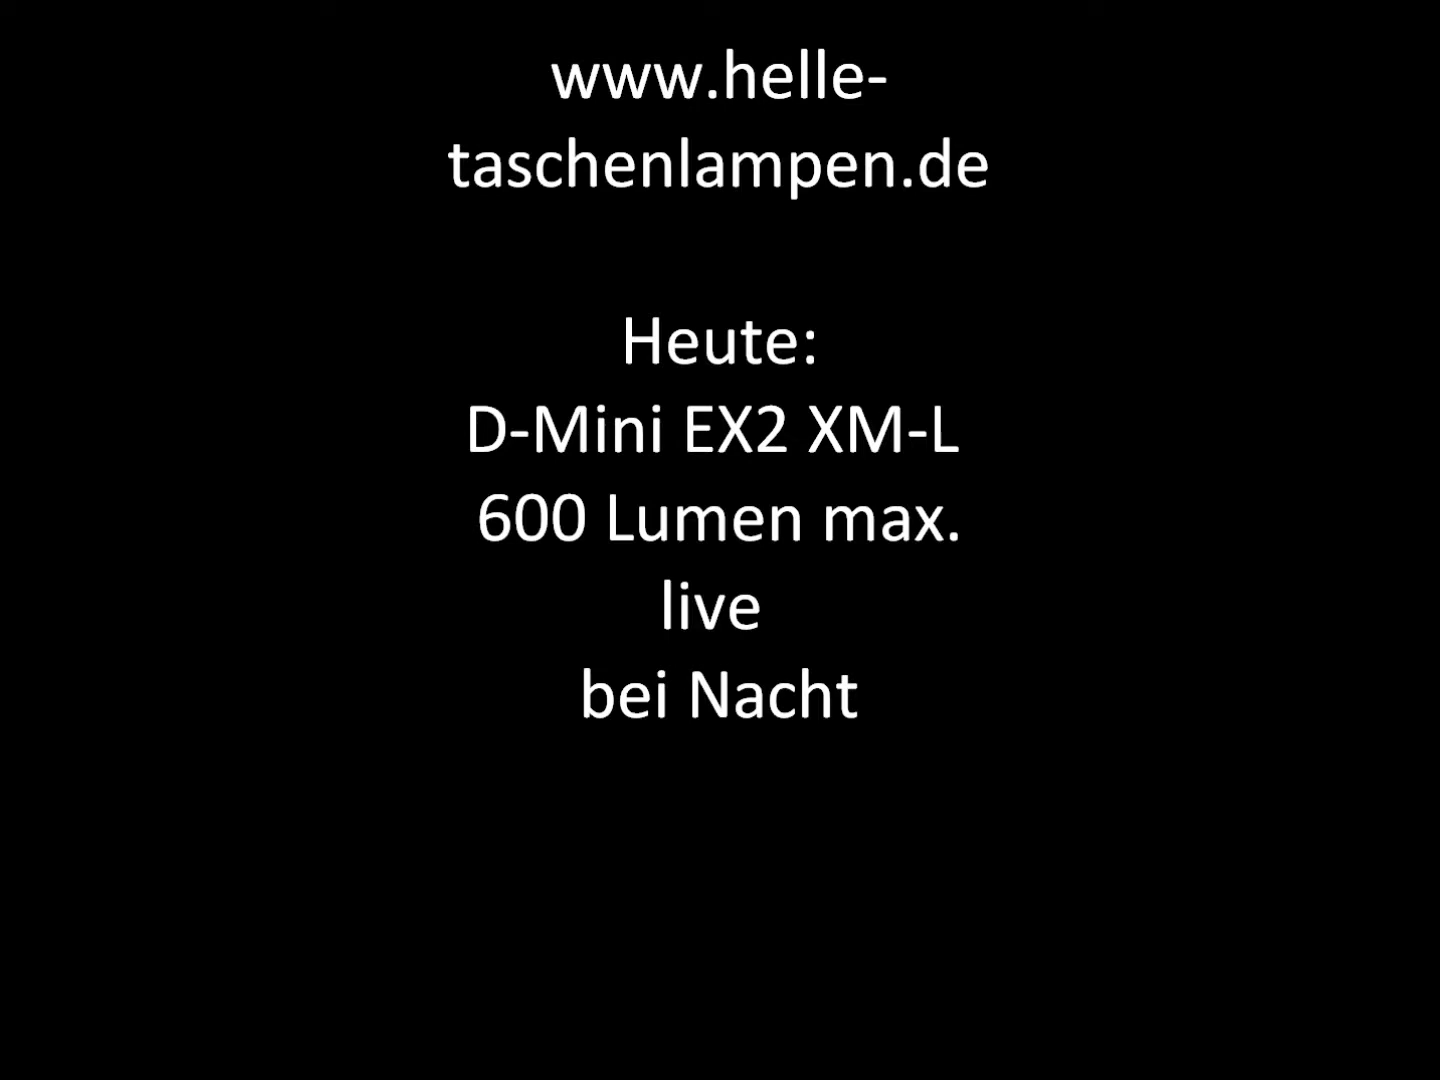 www.helle-
taschenlampen.de
Heute:
D-Mini EX2 XM-L
600 Lumen max.
live
bei Nacht